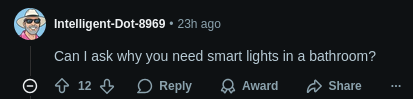 Intelligent-Dot-8969 • 23h ago
Can I ask why you need smart lights in a bathroom?
12 Reply Award Share ...